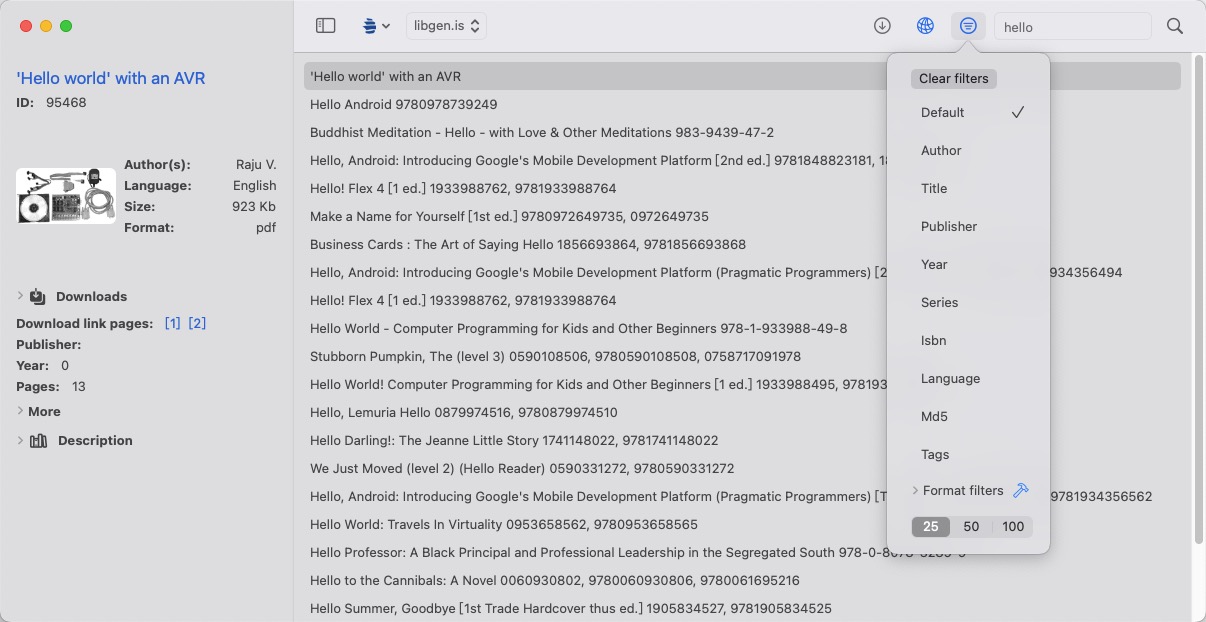 libgen.is
hello
'Hello world' with an AVR
ID: 95468
Author(s): Raju V.
Language: English
Size: 923 Kb
Format: pdf
Downloads
Download link pages: [1] [2]
Publisher:
Year: 0
Pages: 13
More
Description
'Hello world' with an AVR
Hello Android 9780978739249
Buddhist Meditation - Hello - with Love & Other Meditations 983-9439-47-2
Hello, Android: Introducing Google's Mobile Development Platform [2nd ed.] 9781848823181, 18
Hello! Flex 4 [1 ed.] 1933988762, 9781933988764
Make a Name for Yourself [1st ed.] 9780972649735, 0972649735
Business Cards : The Art of Saying Hello 1856693864, 9781856693868
Hello, Android: Introducing Google's Mobile Development Platform (Pragmatic Programmers) [2 934356494
Hello! Flex 4 [1 ed.] 1933988762, 9781933988764
Hello World - Computer Programming for Kids and Other Beginners 978-1-933988-49-8
Stubborn Pumpkin, The (level 3) 0590108506, 9780590108508, 0758717091978
Hello World! Computer Programming for Kids and Other Beginners [1 ed.] 1933988495, 978193
Hello, Lemuria Hello 0879974516, 9780879974510
Hello Darling!: The Jeanne Little Story 1741148022, 9781741148022
We Just Moved (level 2) (Hello Reader) 0590331272, 9780590331272
Hello, Android: Introducing Google's Mobile Development Platform (Pragmatic Programmers) [T 9781934356562
Hello World: Travels In Virtuality 0953658562, 9780953658565
Hello Professor: A Black Principal and Professional Leadership in the Segregated South
Hello to the Cannibals: A Novel 0060930802, 9780060930806, 9780061695216
Hello Summer, Goodbye [1st Trade Hardcover thus ed.] 1905834527, 9781905834525
Clear filters
Default
Author
Title
Publisher
Year
Series
Isbn
Language
Md5
Tags
Format filters
25 50 100